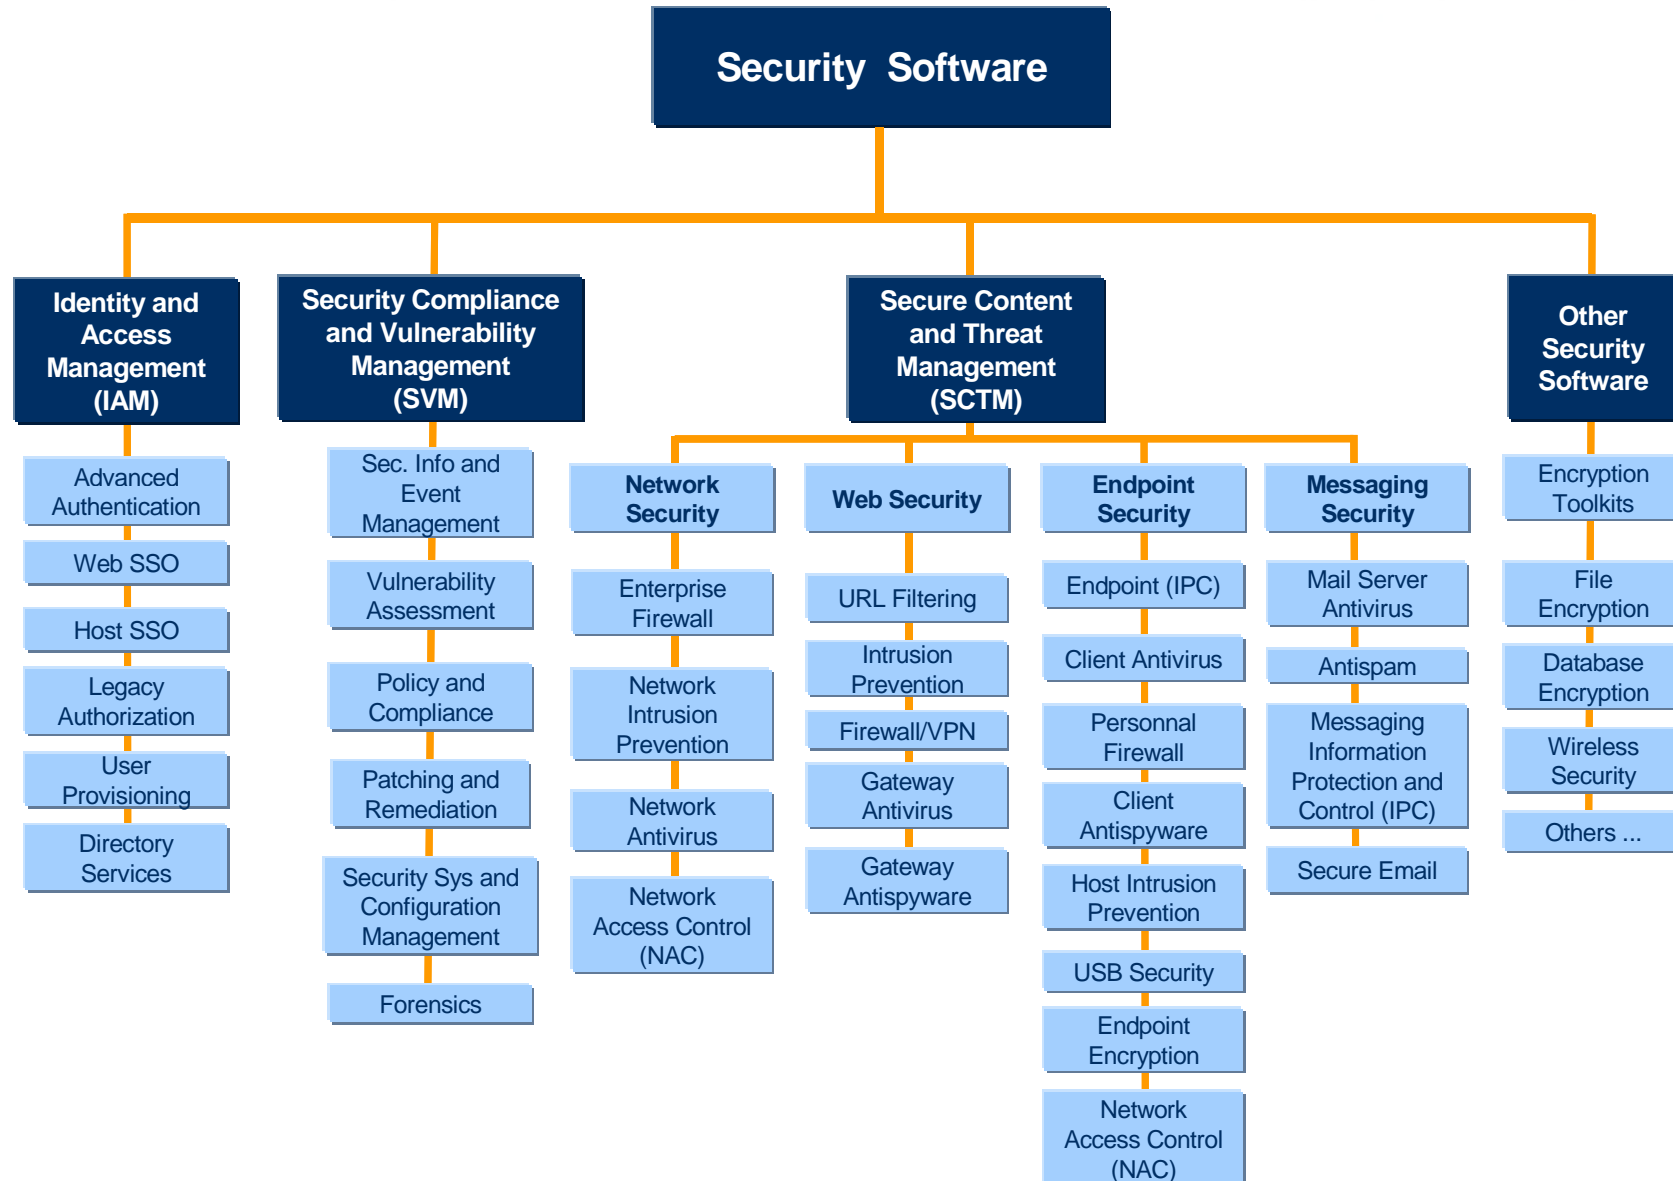 Security Software
Identity and
Access
Management
(IAM)
Advanced
Authentication
Web SSO
Host SSO
Legacy
Authorization
User
Provisioning
Directory
Services
Security Compliance
and Vulnerability
Management
(SVM)
Sec. Info and
Event
Management
Vulnerability
Assessment
Policy and
Compliance
Patching and
Remediation
Security Sys and
Configuration
Management
Forensics
Secure Content
and Threat
Management
(SCTM)
Network
Security
Enterprise
Firewall
Network
Intrusion
Prevention
Network
Antivirus
Network
Access Control
(NAC)
Web Security
URL Filtering
Intrusion
Prevention
Firewall/VPN
Gateway
Antivirus
Gateway
Antispyware
Endpoint
Security
Endpoint (IPC)
Client Antivirus
Personnal
Firewall
Client
Antispyware
Host Intrusion
Prevention
USB Security
Endpoint
Encryption
Network
Access Control
(NAC)
Messaging
Security
Mail Server
Antivirus
Antispam
Messaging
Information
Protection and
Control (IPC)
Secure Email
Other
Security
Software
Encryption
Toolkits
File
Encryption
Database
Encryption
Wireless
Security
Others ...